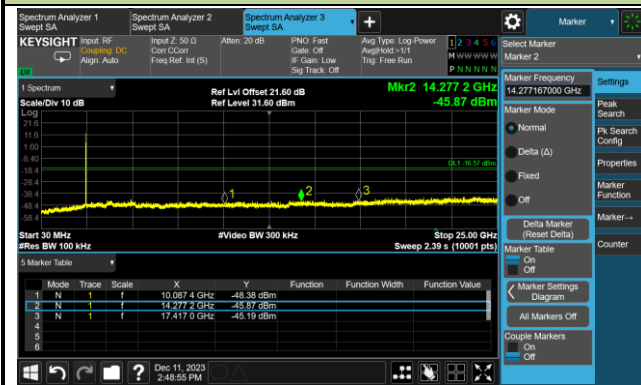 Spectrum Analyzer 1
Swept SA
Spectrum Analyzer 2
Swept SA
Spectrum Analyzer 3
Swept SA
Marker
KEYSIGHT
Input: RF
Coupling: DC
Align: Auto
Input Z: 50 Ω
Corr CCorr
Freq Ref: Int (S)
Atten: 20 dB
PNO: Fast
Gate: Off
IF Gain: Low
Sig Track: Off
Avg Type: Log-Power
Avg|Hold:>1/1
Trig: Free Run
1 2 3 4 5 6
M W W W W W
P N N N N N
Select Marker
Marker 2
1 Spectrum
Scale/Div 10 dB
Ref Lvl Offset 21.60 dB
Ref Level 31.60 dBm
Mkr2 14.277 2 GHz
-45.87 dBm
Log
21.6
11.6
1.60
-8.40
-18.4
-28.4
-38.4
-48.4
-58.4
DL1 -16.57 dBm
1
2
3
Start 30 MHz
#Video BW 300 kHz
Stop 25.00 GHz
#Res BW 100 kHz
Sweep 2.39 s (10001 pts)
5 Marker Table
Mode Trace Scale X Y Function Function Width Function Value
1 N 1 f 10.087 4 GHz -48.38 dBm
2 N 1 f 14.277 2 GHz -45.87 dBm
3 N 1 f 17.417 0 GHz -45.19 dBm
4
5
6
Marker Frequency
14.277167000 GHz
Marker Mode
Normal
Delta (Δ)
Fixed
Off
Delta Marker
(Reset Delta)
Marker Table
On
Off
Marker Settings
Diagram
All Markers Off
Couple Markers
On
Off
Settings
Peak
Search
Pk Search
Config
Properties
Marker
Function
Marker→
Counter
Dec 11, 2023
2:48:55 PM